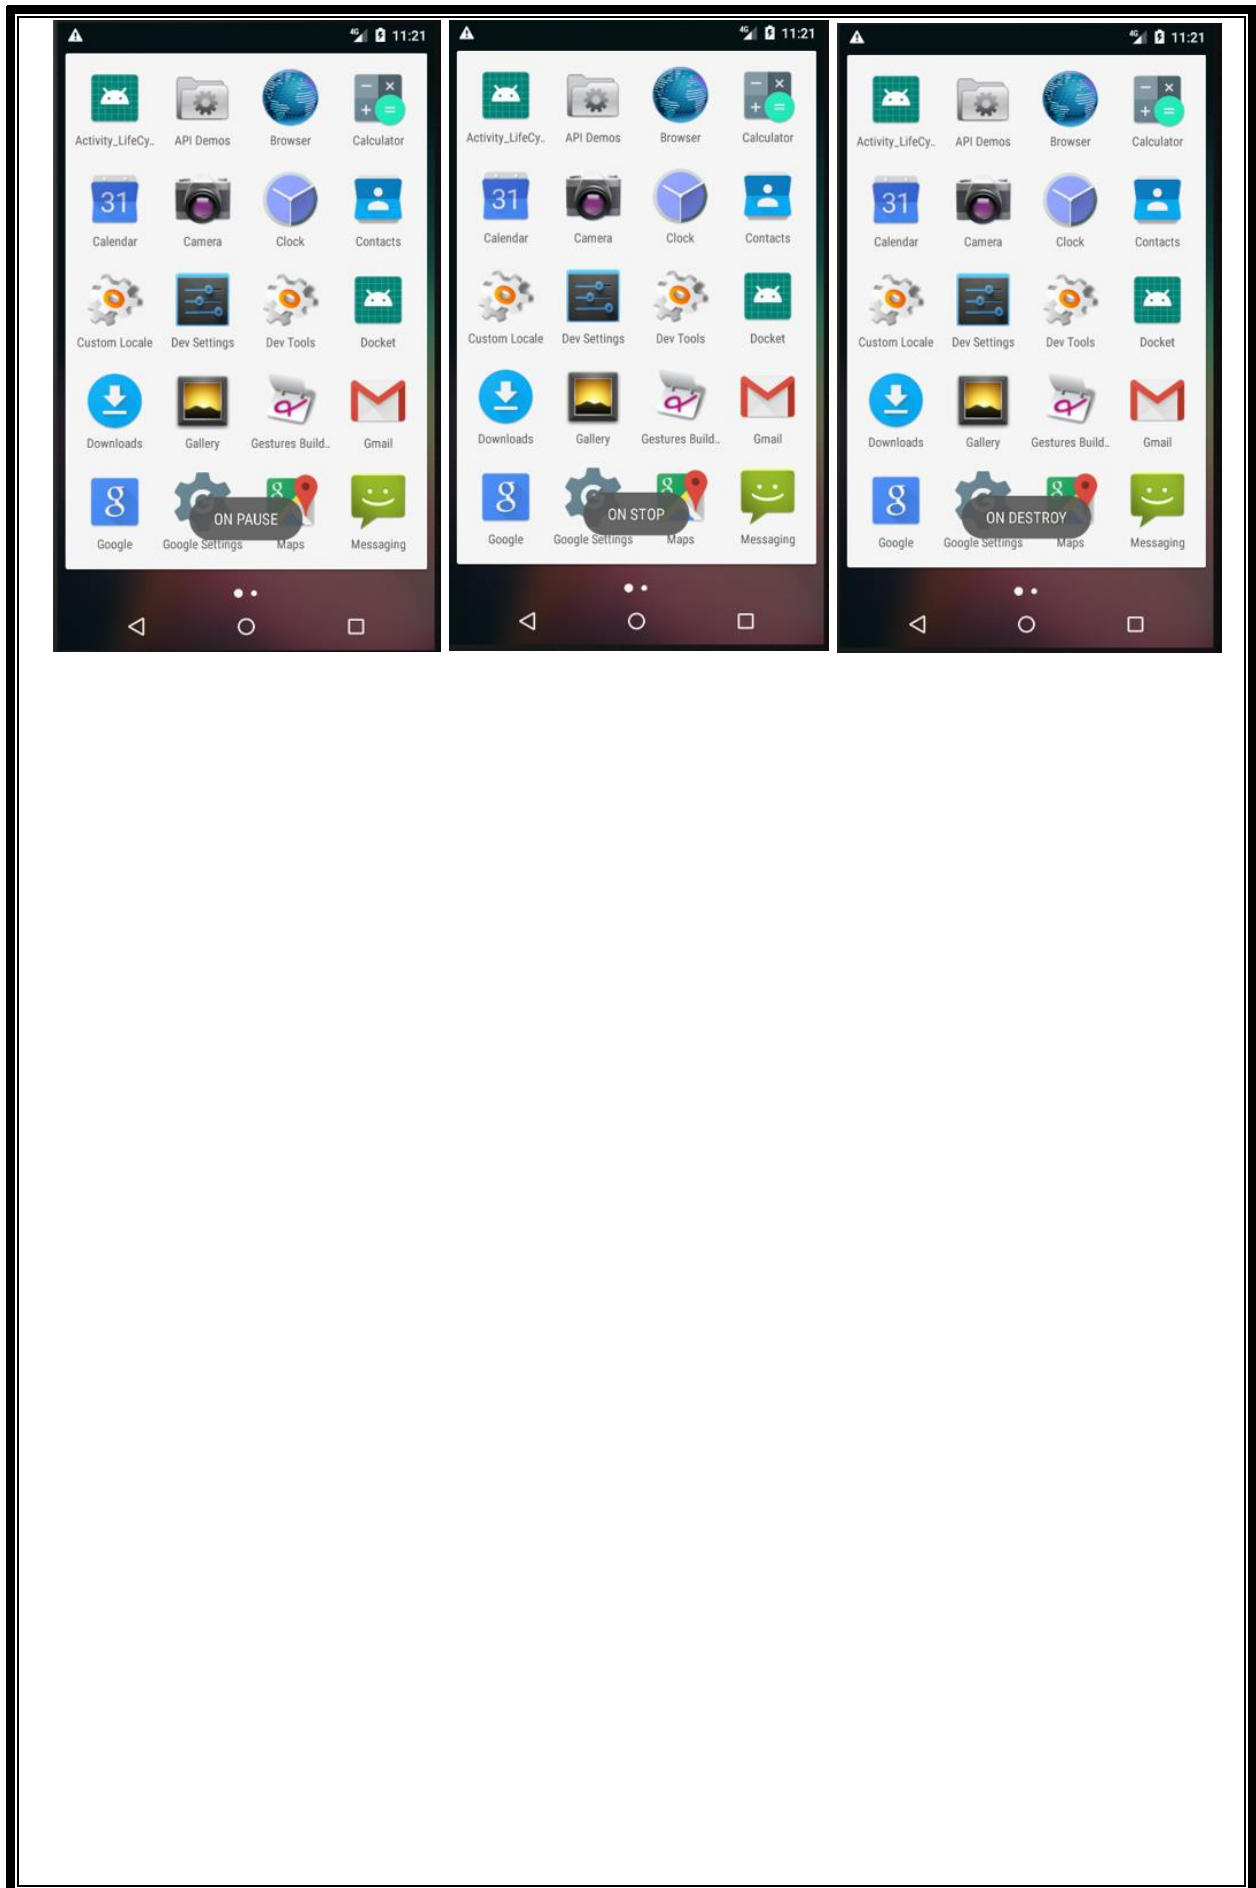 4G 11:21
Activity_LifeCy.. API Demos Browser Calculator
31
Calendar Camera Clock Contacts
Custom Locale Dev Settings Dev Tools Docket
Downloads Gallery Gestures Build.. Gmail
g G g
ON PAUSE
Google Google Settings Maps Messaging
4G 11:21
Activity_LifeCy.. API Demos Browser Calculator
31
Calendar Camera Clock Contacts
Custom Locale Dev Settings Dev Tools Docket
Downloads Gallery Gestures Build.. Gmail
g G g
ON STOP
Google Google Settings Maps Messaging
4G 11:21
Activity_LifeCy.. API Demos Browser Calculator
31
Calendar Camera Clock Contacts
Custom Locale Dev Settings Dev Tools Docket
Downloads Gallery Gestures Build.. Gmail
g G g
ON DESTROY
Google Google Settings Maps Messaging